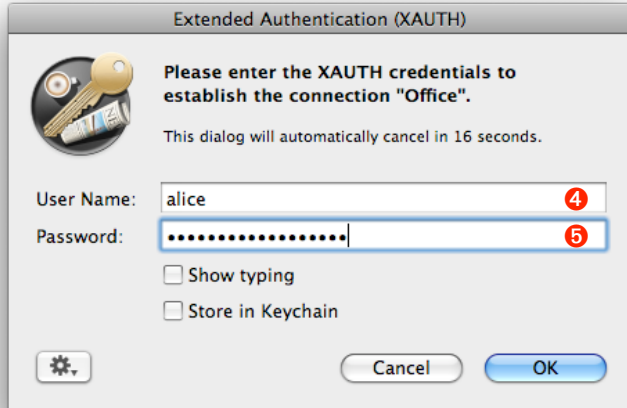 Extended Authentication (XAUTH)
Please enter the XAUTH credentials to
establish the connection "Office".
This dialog will automatically cancel in 16 seconds.
User Name: alice 4
Password: •••••••••••••••••• 5
Show typing
Store in Keychain
Cancel OK